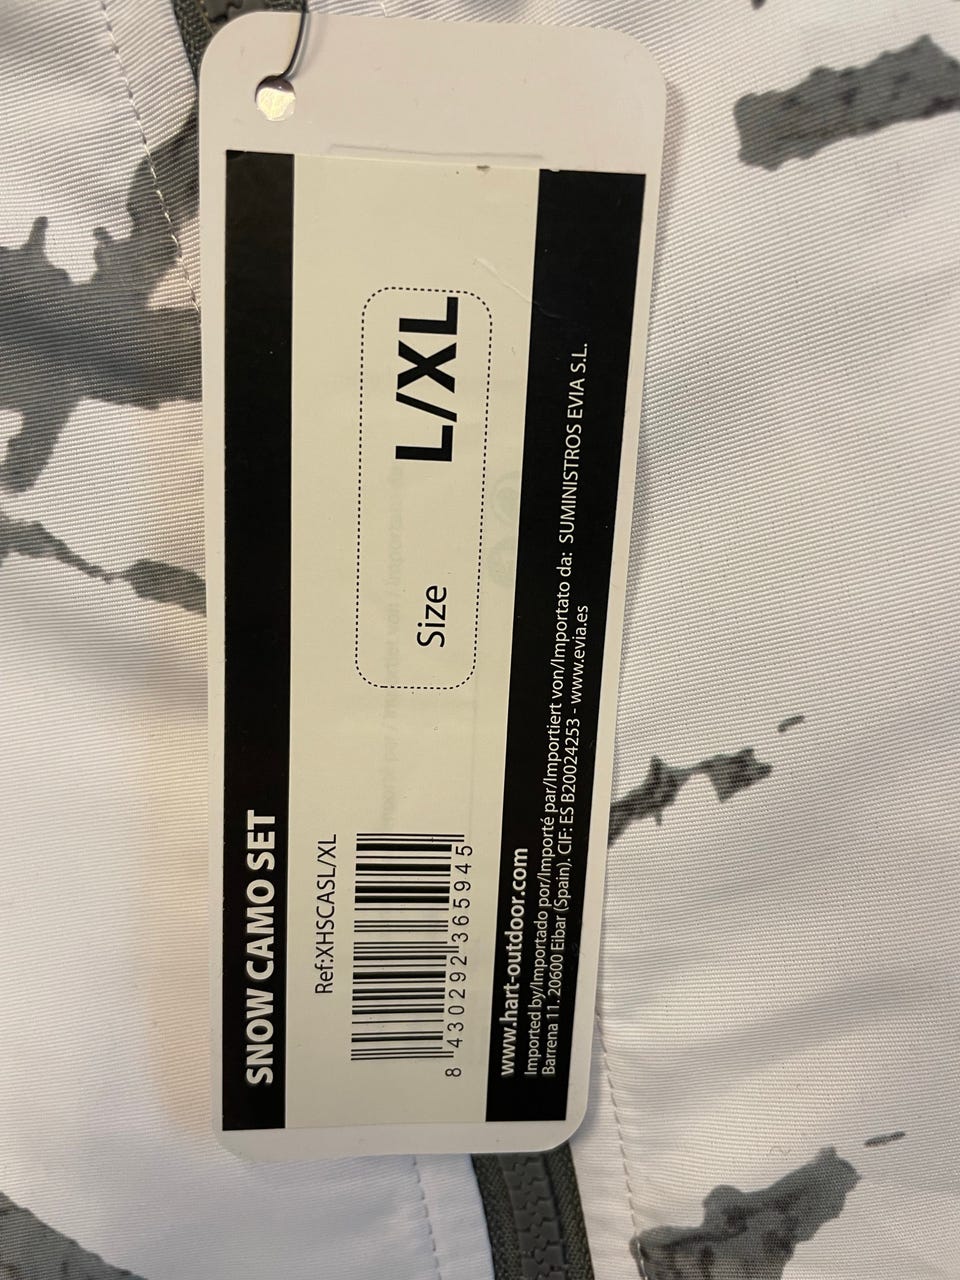 SNOW CAMO SET
Ref:XHSCASL/XL
8 430292 365945
Size L/XL
www.hart-outdoor.com
Imported by/Importado por/Importé par/Importiert von/Importato da: SUMINISTROS EVIA S.L.
Barrena 11. 20600 Eibar (Spain). CIF: ES B20024253 - www.evia.es